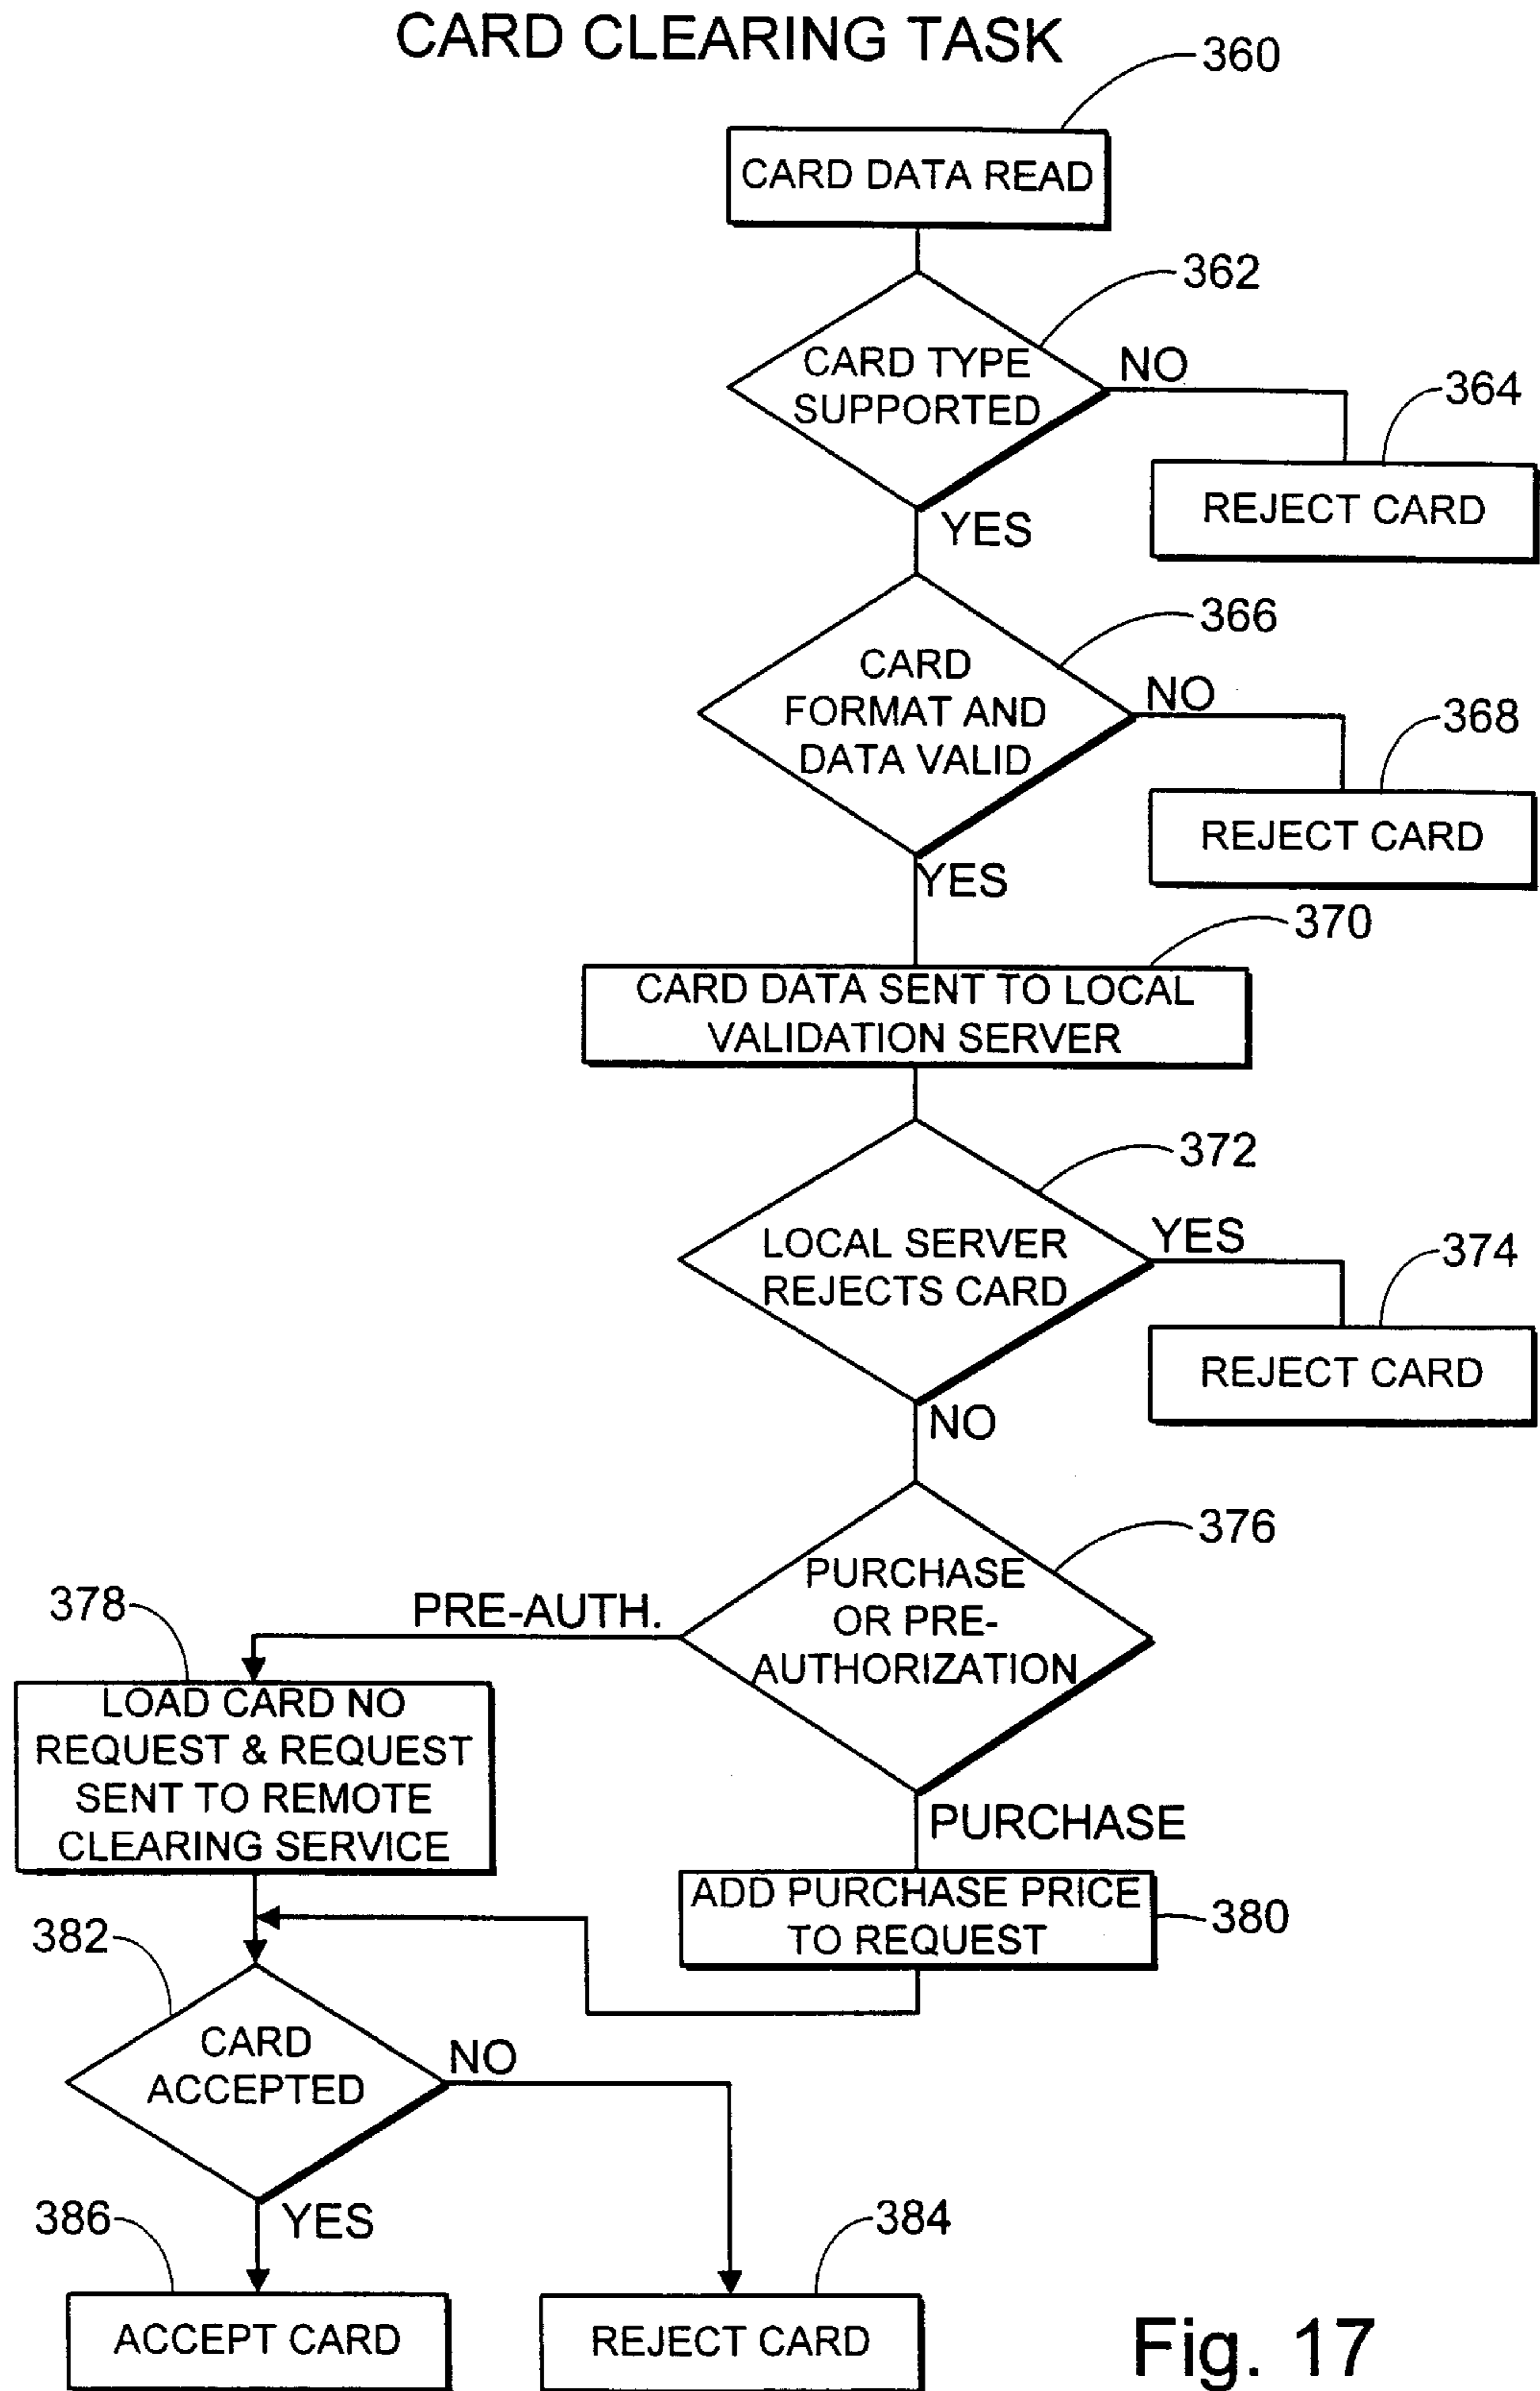 CARD CLEARING TASK
360
CARD DATA READ
362
CARD TYPE
SUPPORTED
NO
364
REJECT CARD
YES
366
CARD
FORMAT AND
DATA VALID
NO
368
REJECT CARD
YES
370
CARD DATA SENT TO LOCAL
VALIDATION SERVER
372
LOCAL SERVER
REJECTS CARD
YES
374
REJECT CARD
NO
376
PURCHASE
OR PRE-
AUTHORIZATION
PRE-AUTH.
378
LOAD CARD NO
REQUEST & REQUEST
SENT TO REMOTE
CLEARING SERVICE
PURCHASE
ADD PURCHASE PRICE
TO REQUEST
380
382
CARD
ACCEPTED
NO
YES
386
384
ACCEPT CARD
REJECT CARD
Fig. 17